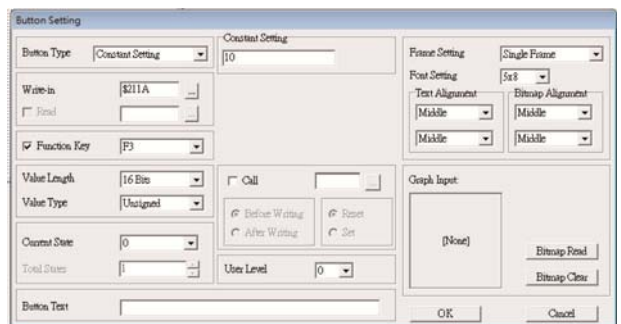 Button Setting
Button Type Constant Setting
Constant Setting
10
Frame Setting Single Frame
Font Setting 5x8
Text Alignment Bitmap Alignment
Middle Middle
Middle Middle
Write-in $211A ...
Read ...
Function Key F3
Value Length 16 Bits
Value Type Unsigned
Call ...
Before Writing Reset
After Writing Set
Current State 0
Total States 1
User Level 0
Graph Input:
[None]
Bitmap Read
Bitmap Clear
Button Text
OK Cancel